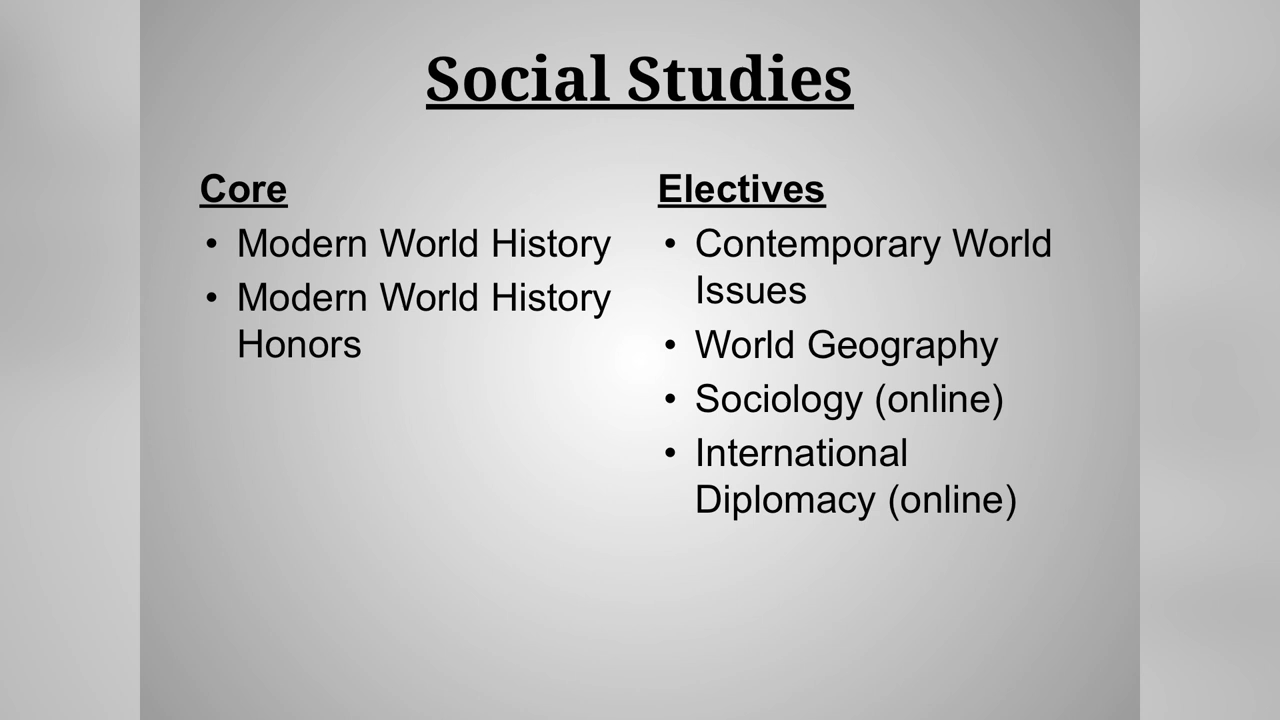 Social Studies
Core
• Modern World History
• Modern World History
Honors
Electives
• Contemporary World
Issues
• World Geography
• Sociology (online)
• International
Diplomacy (online)